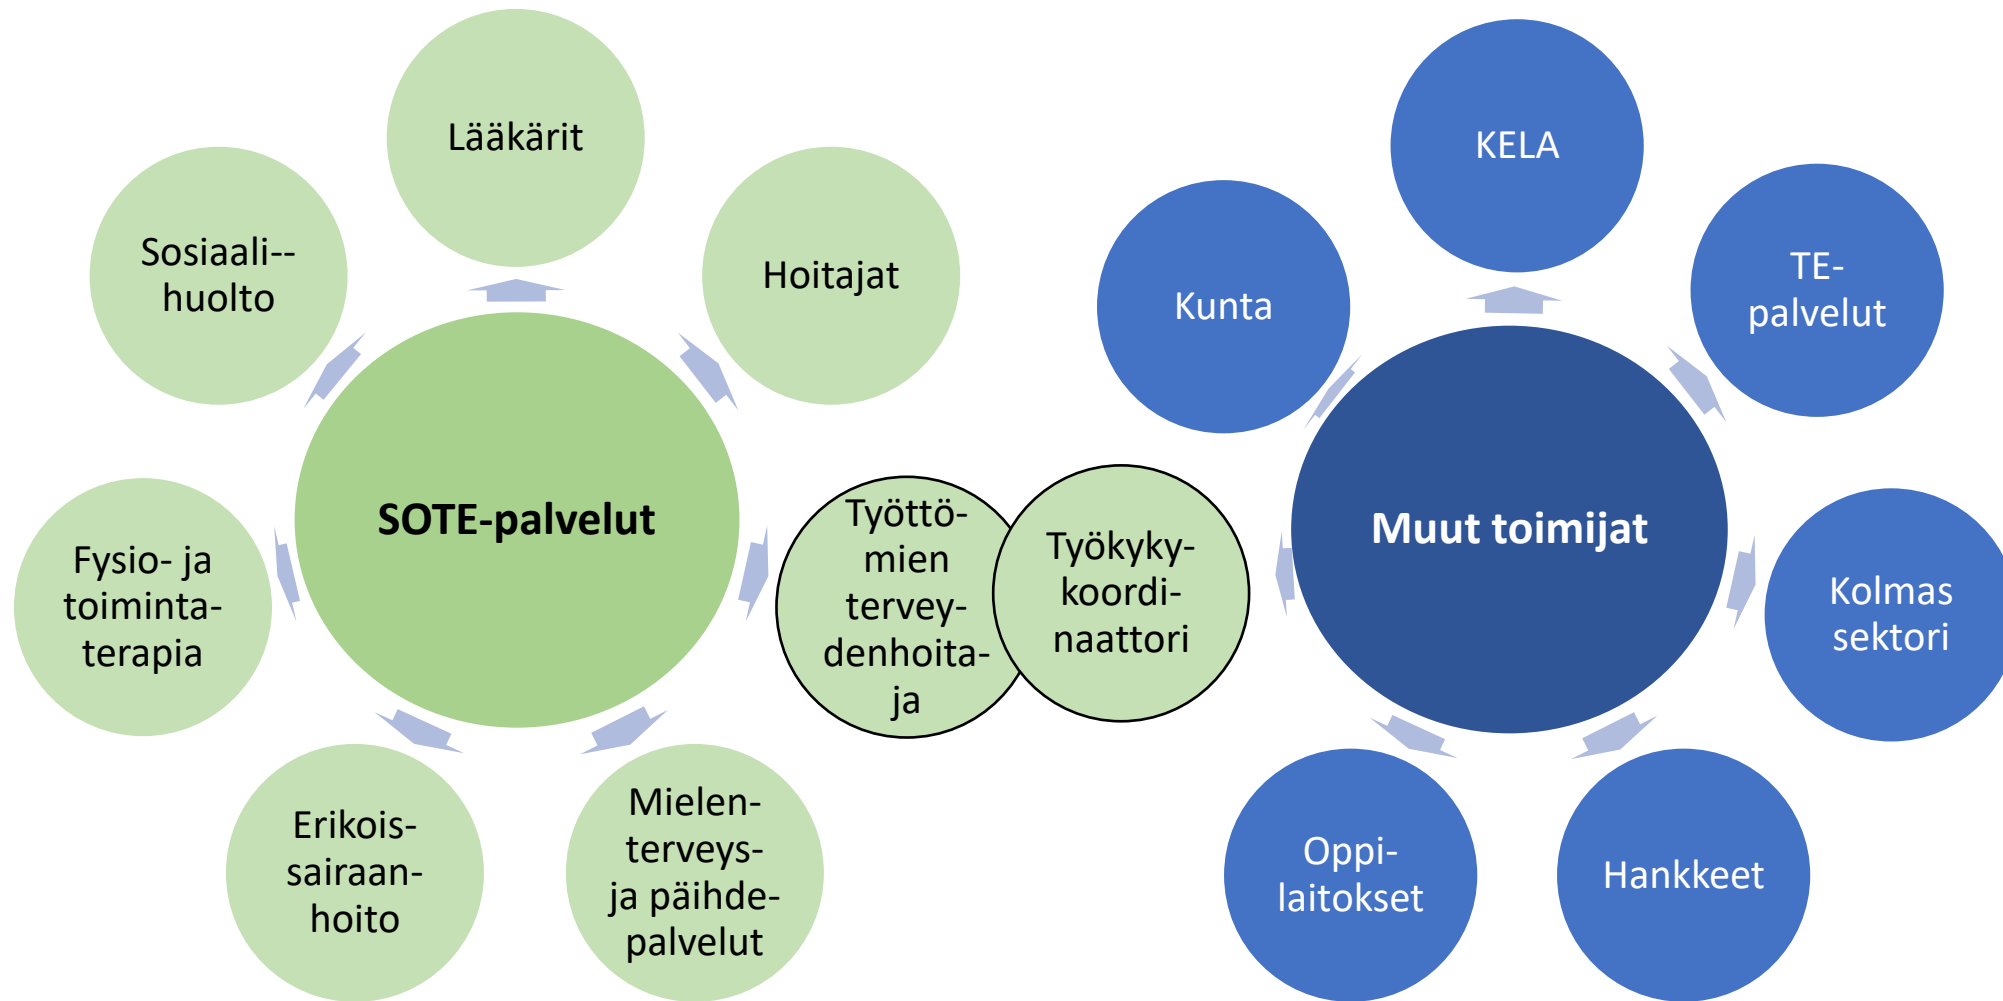 Lääkärit
Sosiaali--
huolto
Hoitajat
SOTE-palvelut
Fysio- ja
toiminta-
terapia
Erikois-
sairaan-
hoito
Mielen-
terveys-
ja päihde-
palvelut
Työttö-
mien
tervey-
denhoita-
ja
Työkyky-
koordi-
naattori
KELA
Kunta
TE-
palvelut
Muut toimijat
Kolmas
sektori
Oppi-
laitokset
Hankkeet